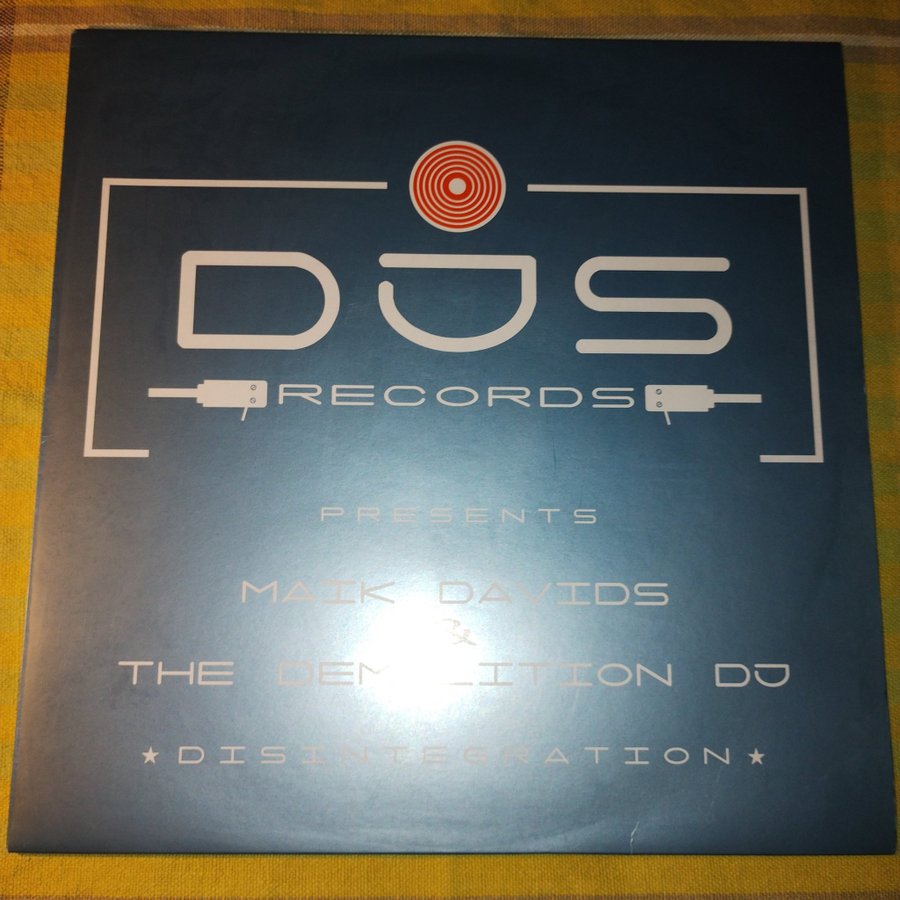 DJS
RECORDS
PRESENTS
MAIK DAVIDS
&
THE DEMOLITION DJ
★DISINTEGRATION★